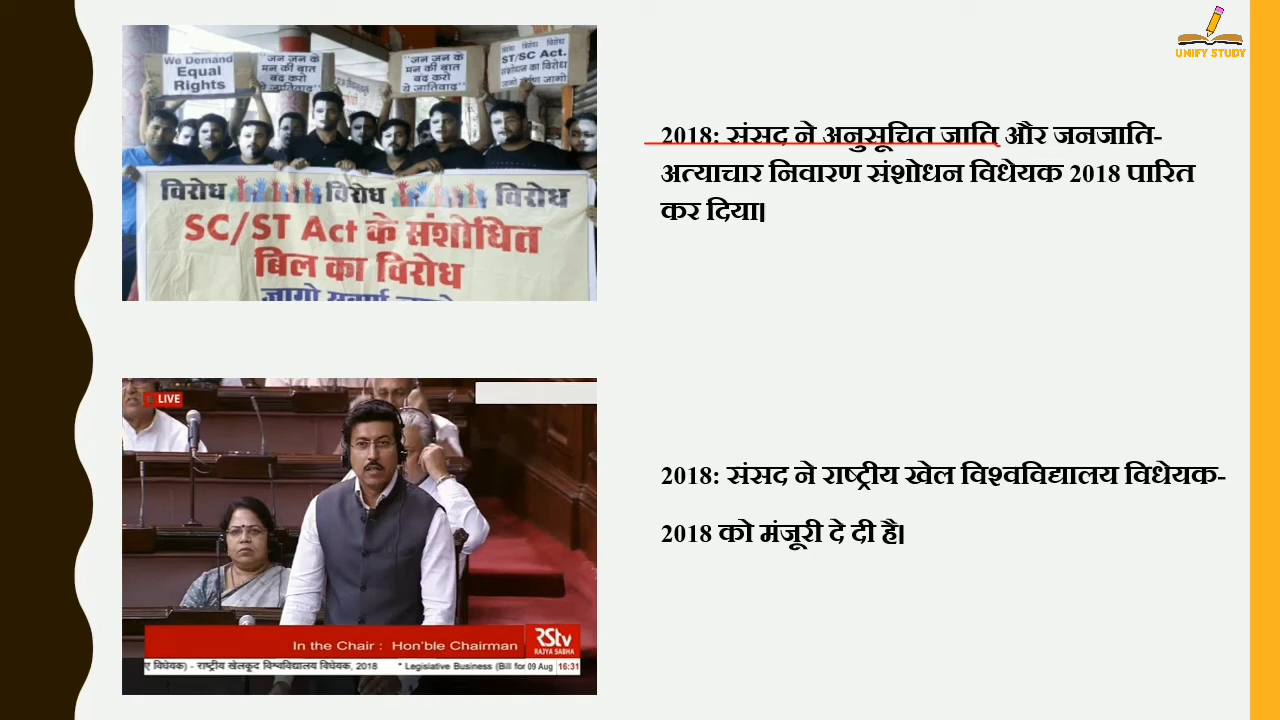 UNIFY STUDY
We Demand
Equal
Rights
"जन जन के
मन की बात
बंद करो
ये जातिवाद"
"जन जन के
मन की बात
बंद करो
ये जातिवाद"
विरोध विरोध विरोध
ST/SC Act.
संशोधन का विरोध
जागो सवर्ण जागो
विरोध विरोध विरोध
SC/ST Act के संशोधित
बिल का विरोध
2018: संसद ने अनुसूचित जाति और जनजाति-
अत्याचार निवारण संशोधन विधेयक 2018 पारित
कर दिया।
LIVE
In the Chair : Hon'ble Chairman
RStv
RAJYA SABHA
ए विधेयक) - राष्ट्रीय खेलकूद विश्वविद्यालय विधेयक, 2018 * Legislative Business (Bill for 09 Aug 16:31
2018: संसद ने राष्ट्रीय खेल विश्वविद्यालय विधेयक-
2018 को मंजूरी दे दी है।